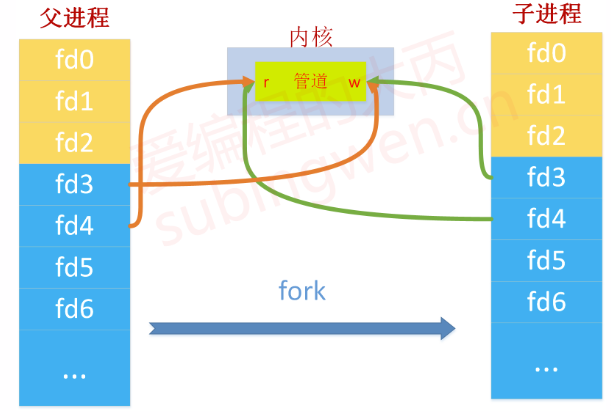 父进程
fd0
fd1
fd2
fd3
fd4
fd5
fd6
...
内核
r 管道 w
fork
子进程
fd0
fd1
fd2
fd3
fd4
fd5
fd6
...
爱编程的大丙
subingwen.cn